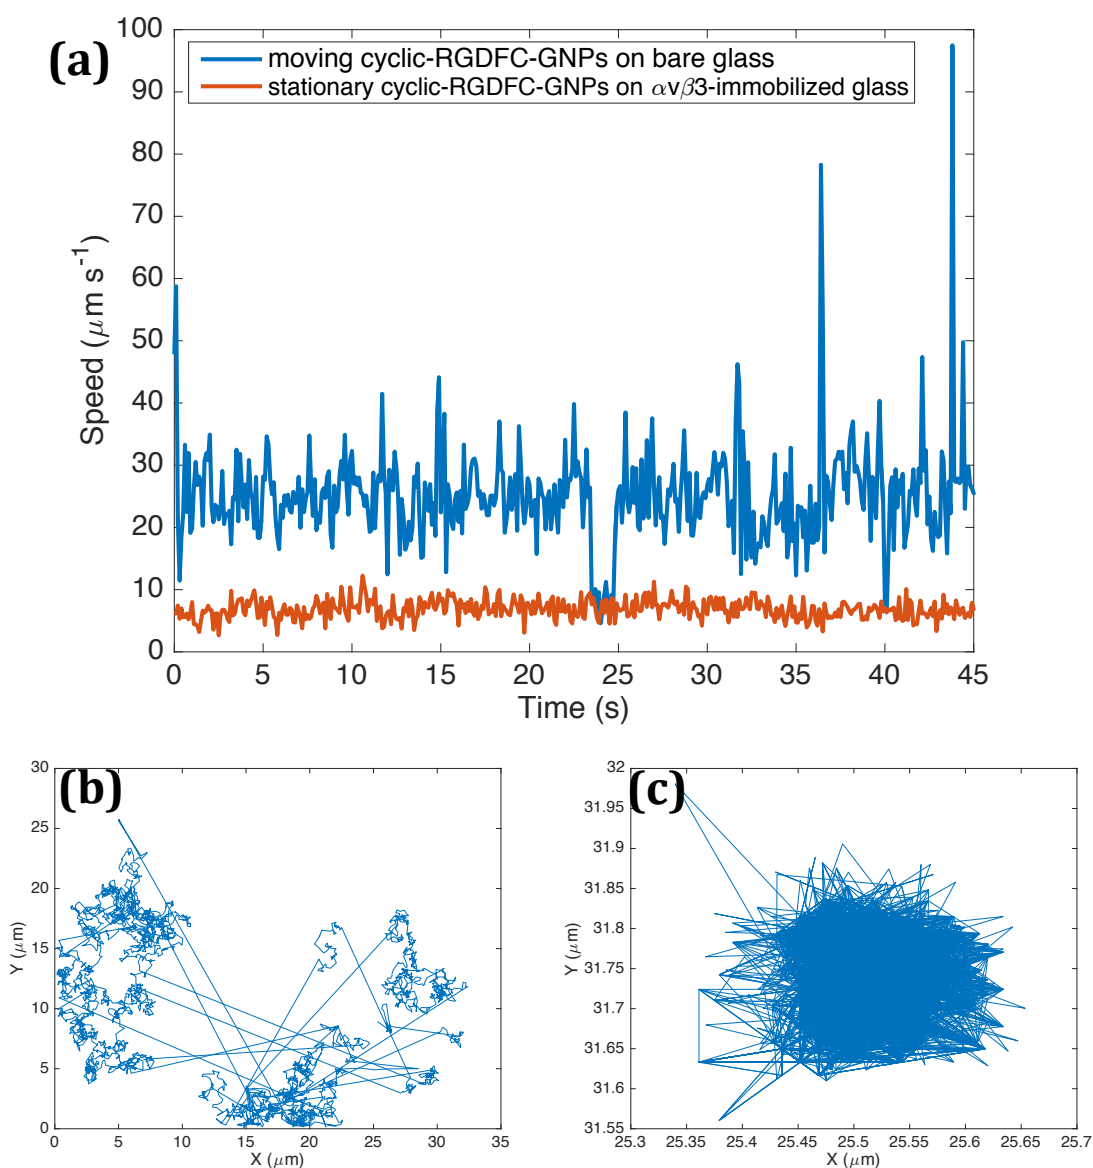 (a)
moving cyclic-RGDFC-GNPs on bare glass
stationary cyclic-RGDFC-GNPs on αvβ3-immobilized glass
100
90
80
70
60
50
40
30
20
10
0
Speed (μm s⁻¹)
0 5 10 15 20 25 30 35 40 45
Time (s)
(b)
30
25
20
15
10
5
0
Y (μm)
0 5 10 15 20 25 30 35
X (μm)
(c)
32
31.95
31.9
31.85
31.8
31.75
31.7
31.65
31.6
31.55
Y (μm)
25.3 25.35 25.4 25.45 25.5 25.55 25.6 25.65 25.7
X (μm)